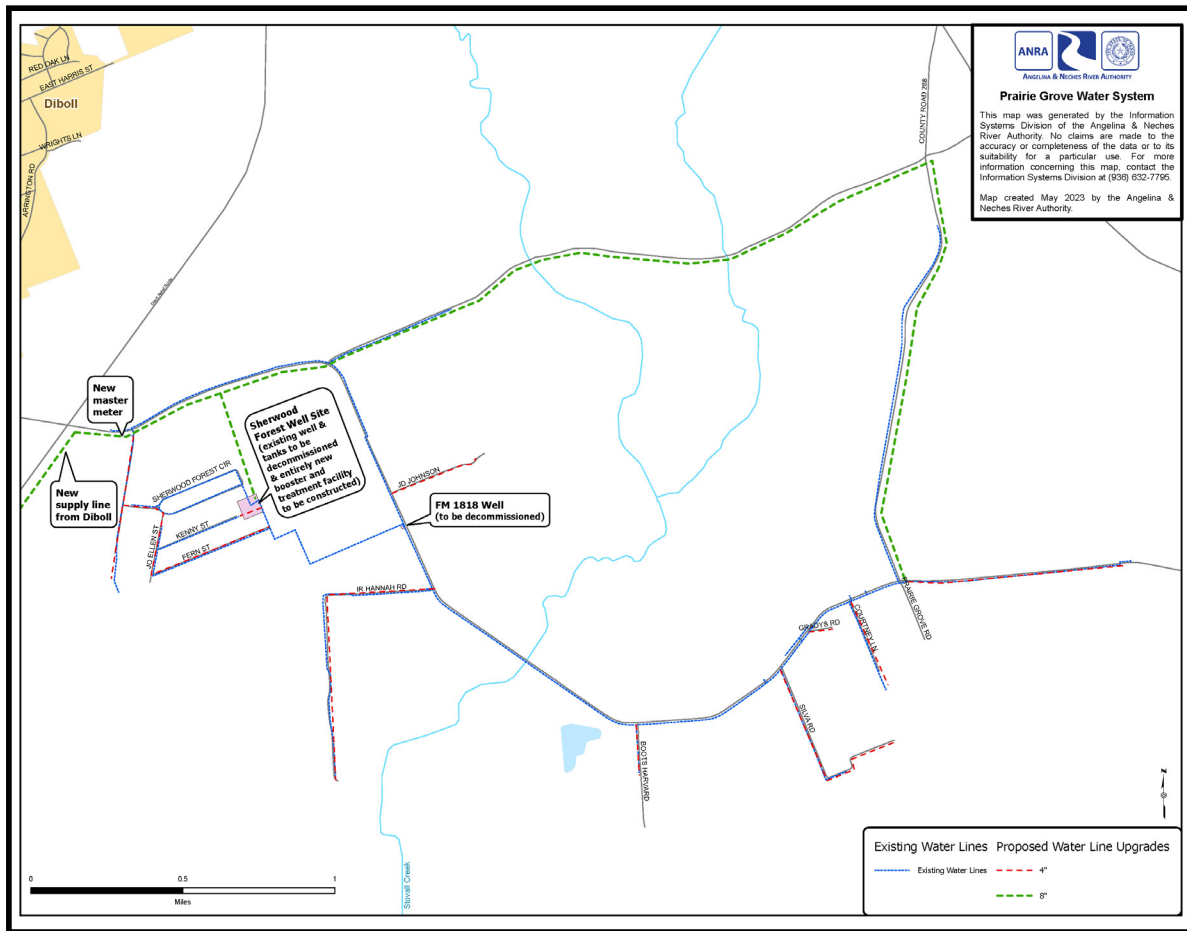 RED OAK LN
EAST HARRIS ST
Diboll
WRIGHTS LN
ARRINGTON RD
COUNTY ROAD 288
ANRA
ANGELINA & NECHES RIVER AUTHORITY
Prairie Grove Water System
This map was generated by the Information
Systems Division of the Angelina & Neches
River Authority. No claims are made to the
accuracy or completeness of the data or to its
suitability for a particular use. For more
information concerning this map, contact the
Information Systems Division at (936) 632-7795.
Map created May 2023 by the Angelina &
Neches River Authority.
New
master
meter
New
supply line
from Diboll
Sherwood
Forest Well Site
(existing well &
tanks to be
decommissioned
& entirely new
booster and
treatment facility
to be constructed)
SHERWOOD FOREST CIR
KENNY ST
FERN ST
JO ELLEN ST
JD JOHNSON
FM 1818 Well
(to be decommissioned)
IR HANNAH RD
PRAIRIE GROVE RD
COURTNEY LN
GRADYS RD
SILVA RD
BOOTS HARVARD
Stovall Creek
N
0 0.5 1
Miles
Existing Water Lines Proposed Water Line Upgrades
Existing Water Lines 4"
8"